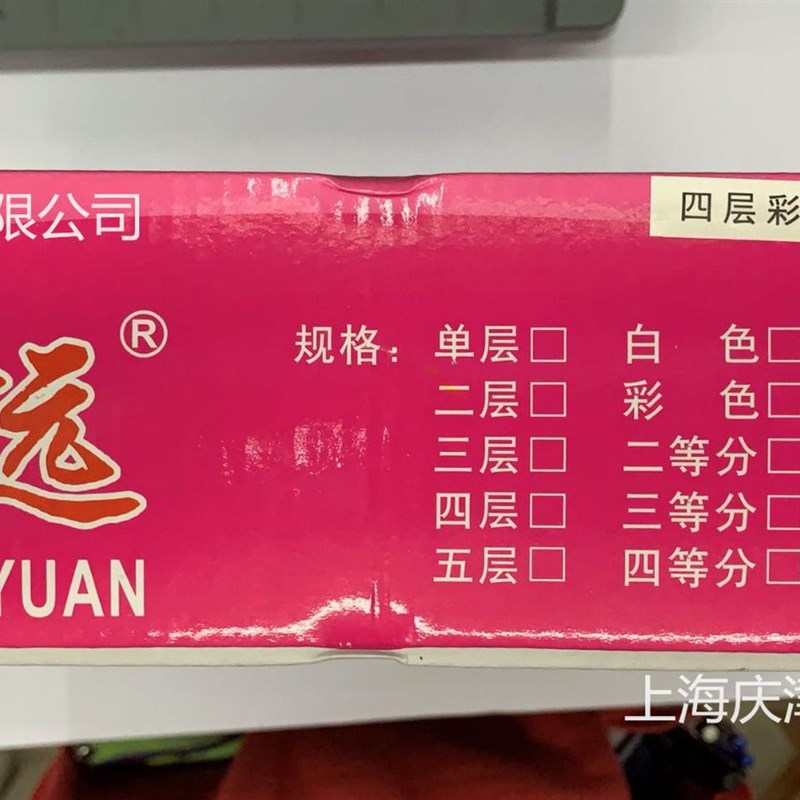 限公司
四层彩
远®
YUAN
规格: 单层□ 白 色□
二层□ 彩 色□
三层□ 二等分□
四层□ 三等分□
五层□ 四等分□
上海庆